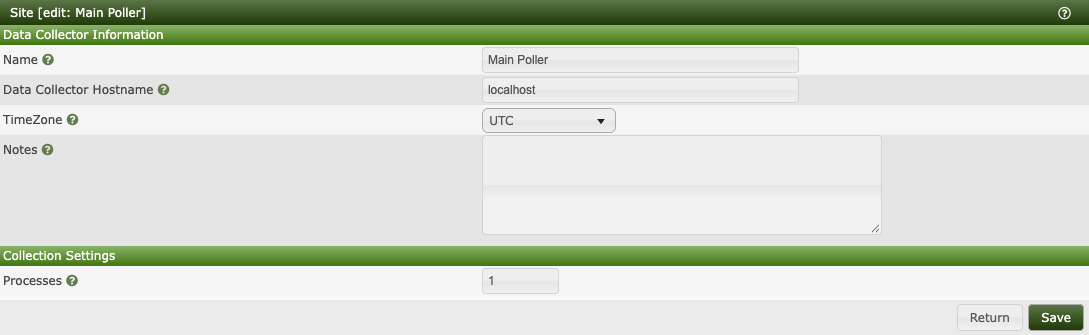 Site [edit: Main Poller]
Data Collector Information
Name
Main Poller
Data Collector Hostname
localhost
TimeZone
UTC
Notes
Collection Settings
Processes
1
Return
Save